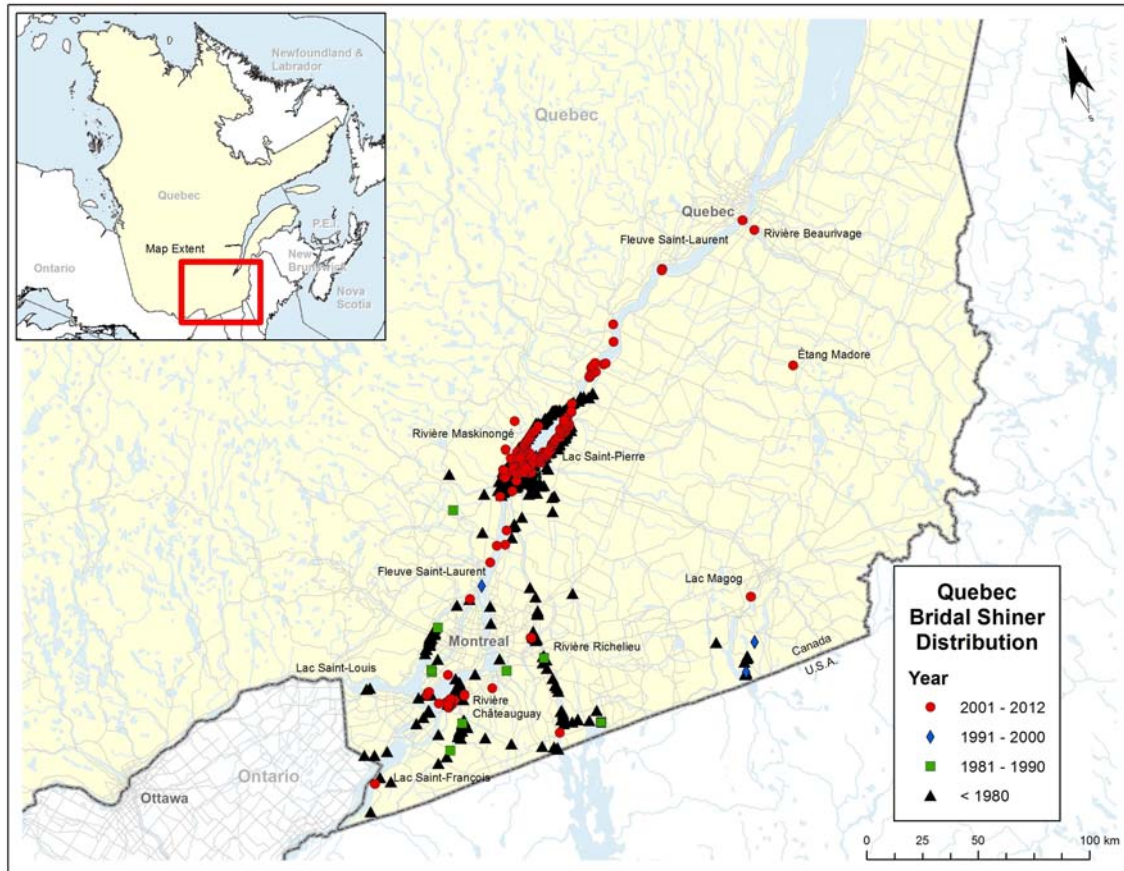 Newfoundland &
Labrador
Quebec
Map Extent
P.E.I.
New
Brunswick
Nova
Scotia
Ontario
Quebec
N
S
Quebec
Fleuve Saint-Laurent
Rivière Beaurivage
Étang Madore
Rivière Maskinongé
Lac Saint-Pierre
Fleuve Saint-Laurent
Lac Magog
Montreal
Rivière Richelieu
Canada
U.S.A.
Lac Saint-Louis
Rivière
Châteauguay
Lac Saint-François
Ontario
Ottawa
Quebec
Bridal Shiner
Distribution
Year
2001 - 2012
1991 - 2000
1981 - 1990
< 1980
0 25 50 100 km